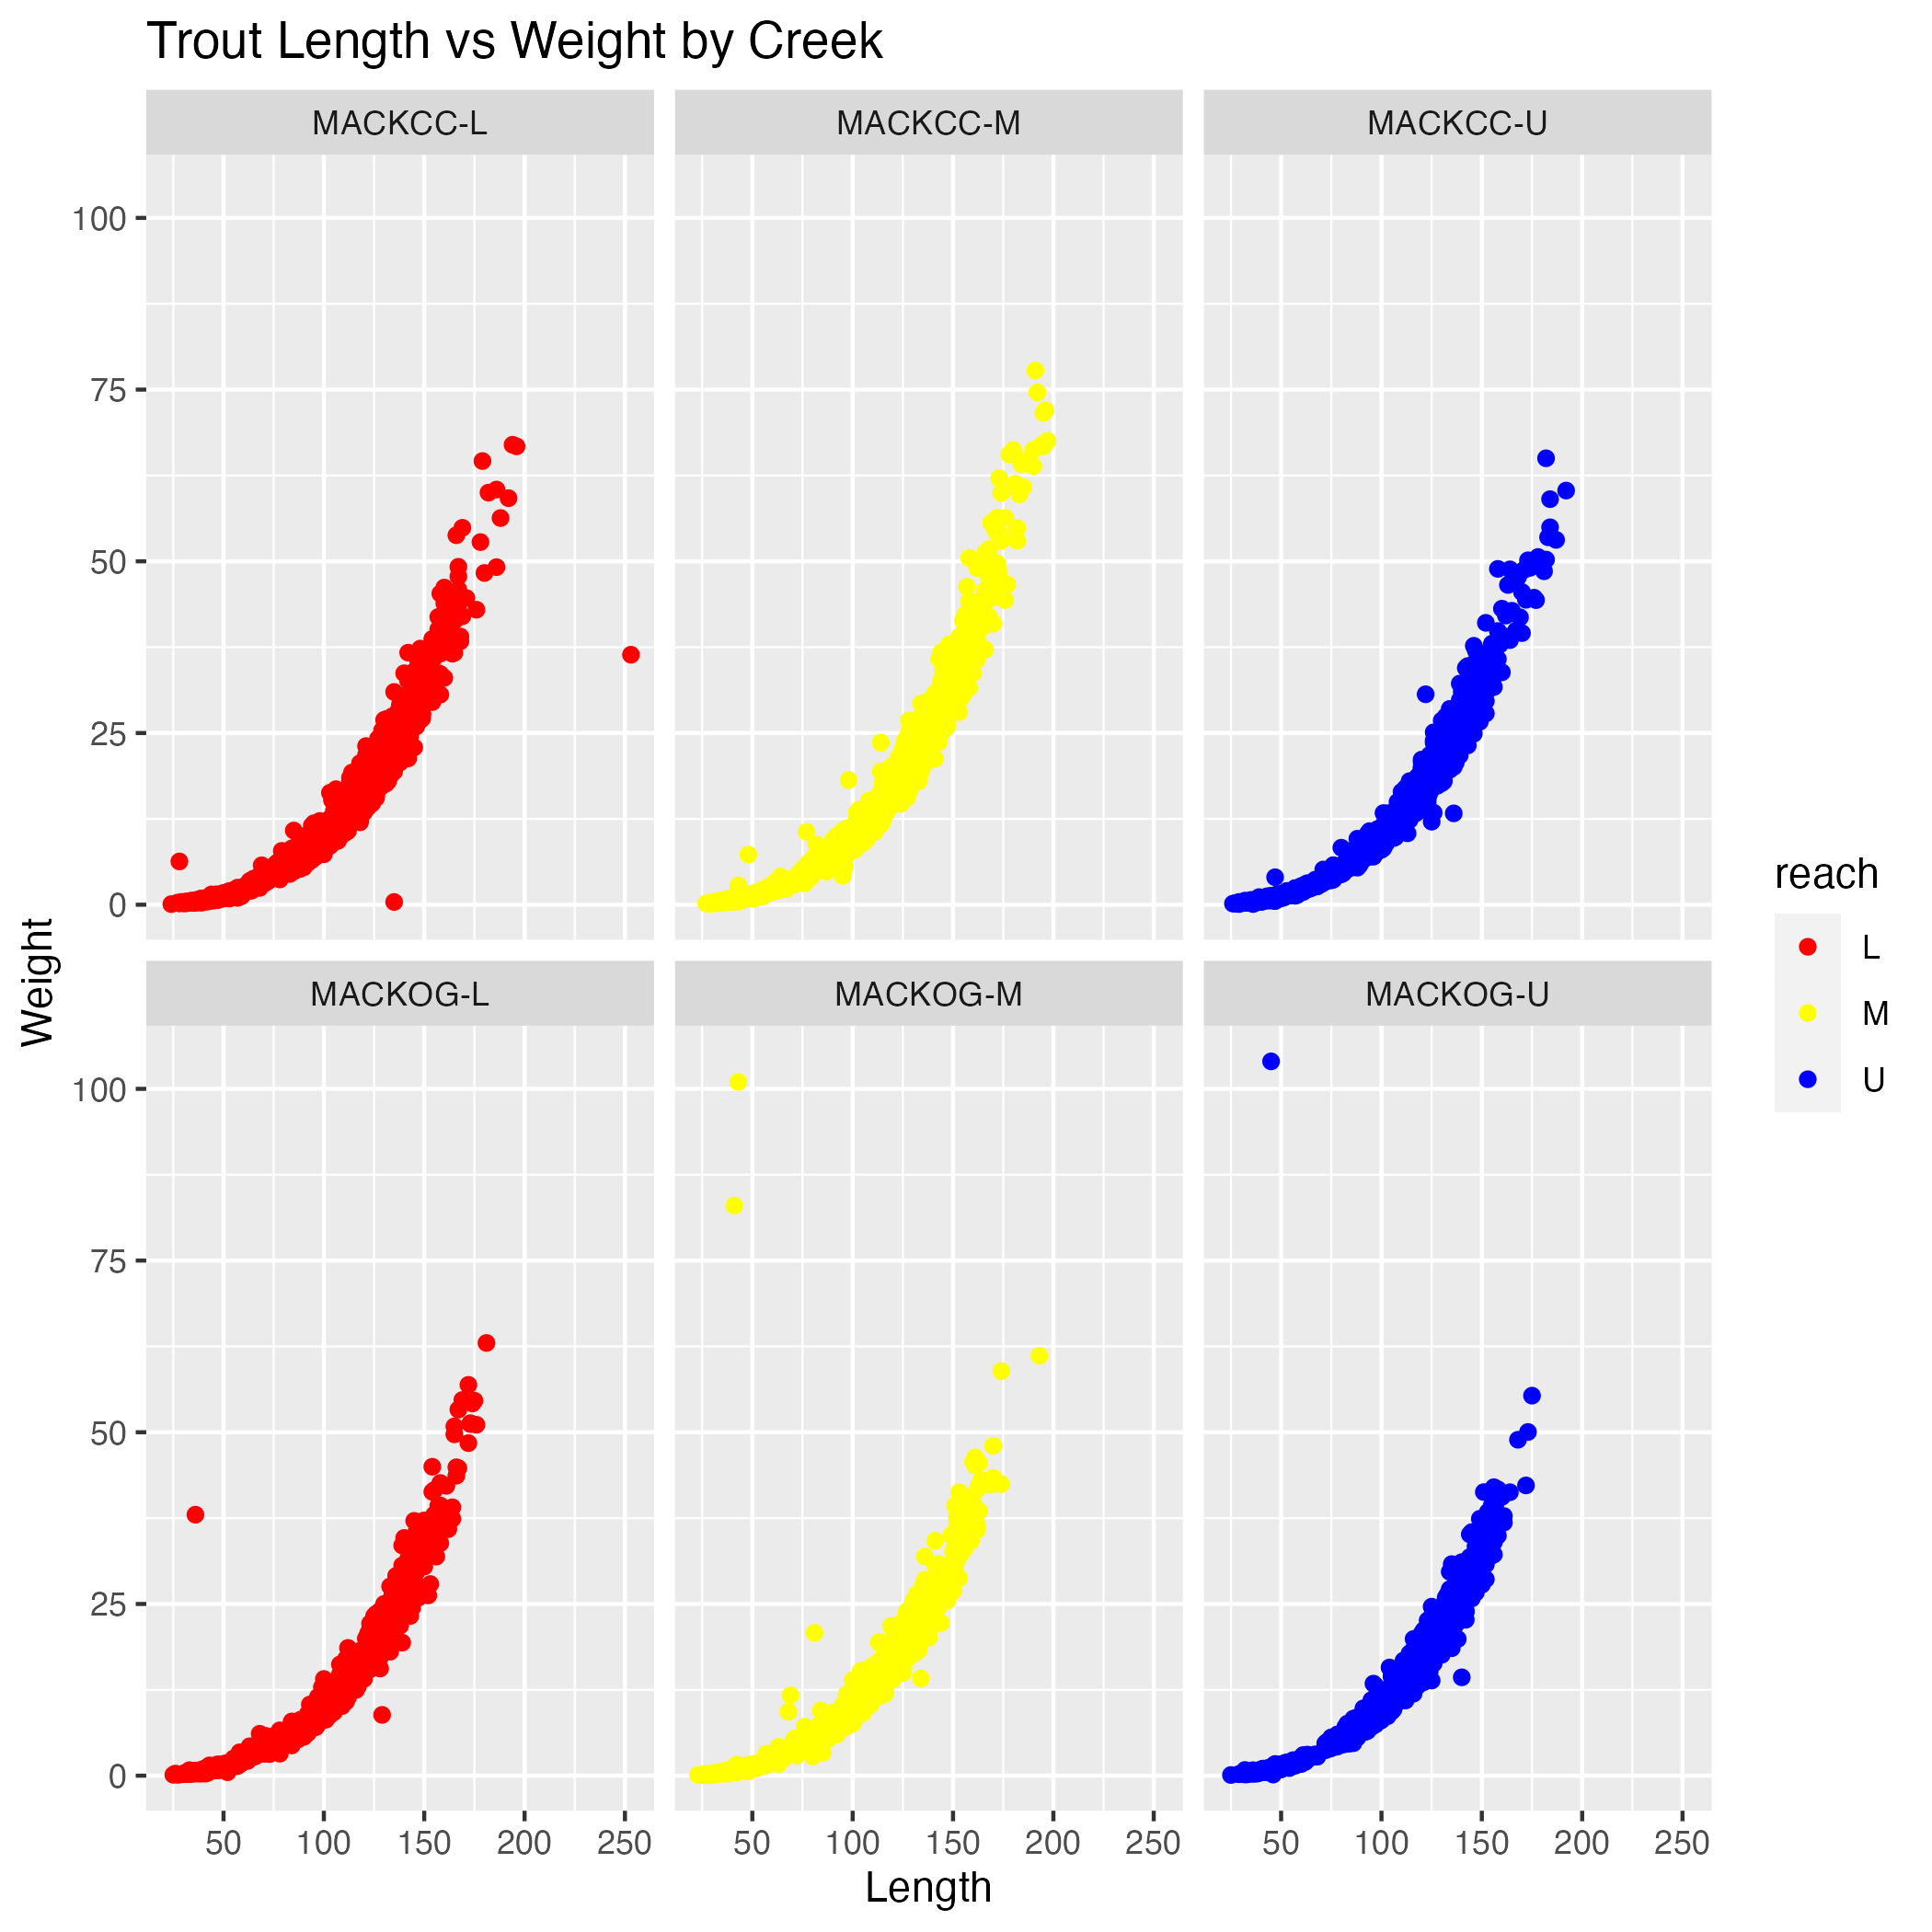 Trout Length vs Weight by Creek
MACKCC-L MACKCC-M MACKCC-U
100
75
50
25
0
MACKOG-L MACKOG-M MACKOG-U
100
75
50
25
0
50 100 150 200 250 50 100 150 200 250 50 100 150 200 250
Length
Weight
reach
L
M
U